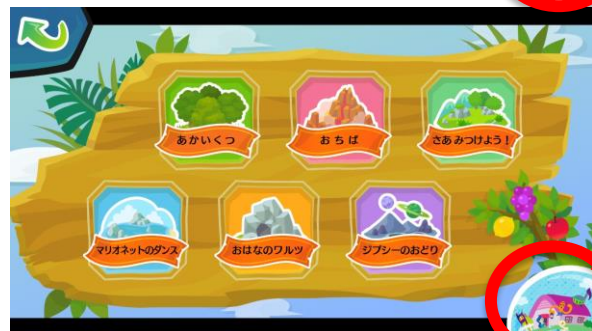 あかいくつ
おちば
さあ みつけよう!
マリオネットのダンス
おはなのワルツ
ジプシーのおどり